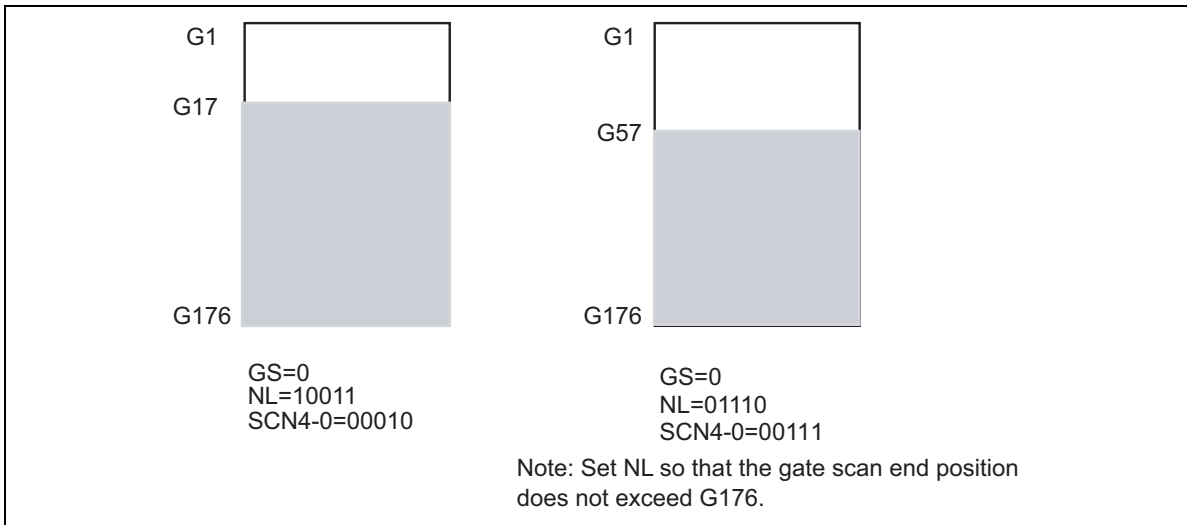 G1
G17
G176
GS=0
NL=10011
SCN4-0=00010
G1
G57
G176
GS=0
NL=01110
SCN4-0=00111
Note: Set NL so that the gate scan end position
does not exceed G176.